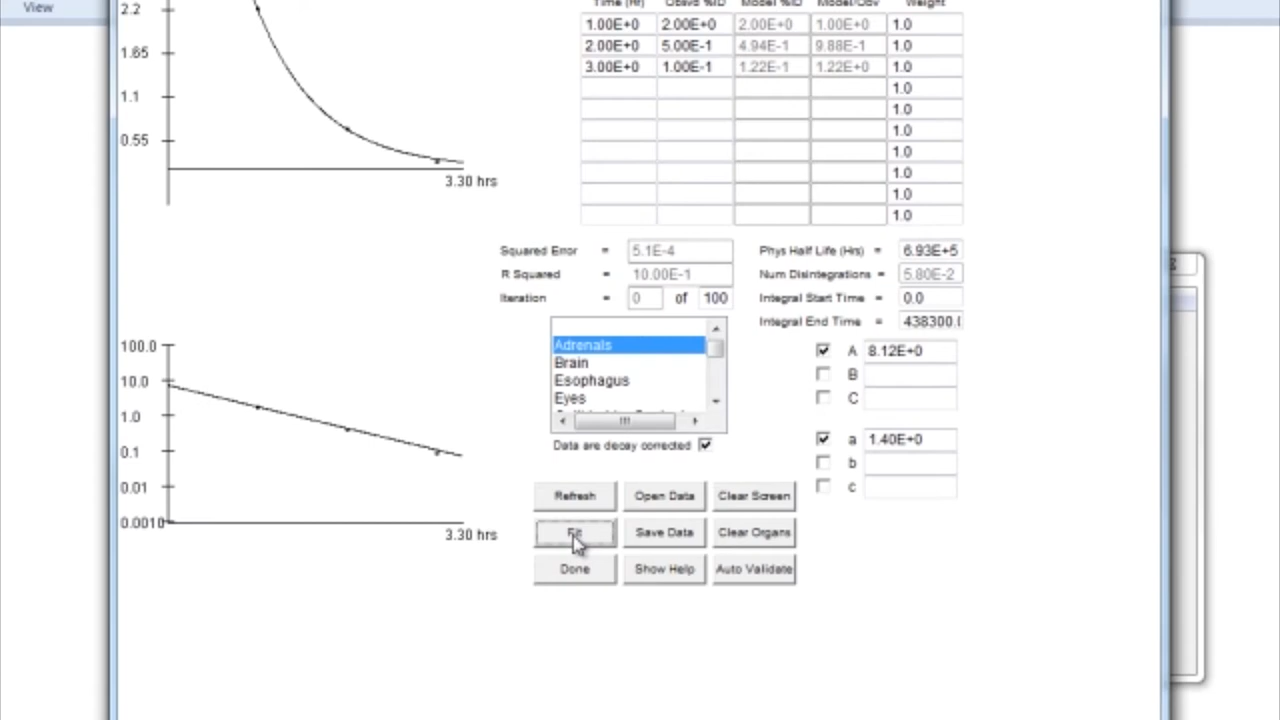 View
2.2
Time (Hr) Obsvd %ID Model %ID Model/Obv Weight
1.00E+0 2.00E+0 2.00E+0 1.00E+0 1.0
1.65
2.00E+0 5.00E-1 4.94E-1 9.88E-1 1.0
3.00E+0 1.00E-1 1.22E-1 1.22E+0 1.0
1.1
1.0
1.0
0.55
1.0
1.0
1.0
1.0
1.0
3.30 hrs
Squared Error = 5.1E-4
Phys Half Life (Hrs) = 6.93E+5
R Squared = 10.00E-1
Num Disintegrations = 5.80E-2
Iteration = 0 of 100
Integral Start Time = 0.0
Integral End Time = 438300.(
Adrenals
Brain
Esophagus
Eyes
A 8.12E+0
B
C
100.0
10.0
1.0
0.1
0.01
0.0010
3.30 hrs
Data are decay corrected
a 1.40E+0
b
c
Refresh Open Data Clear Screen
Fit Save Data Clear Organs
Done Show Help Auto Validate